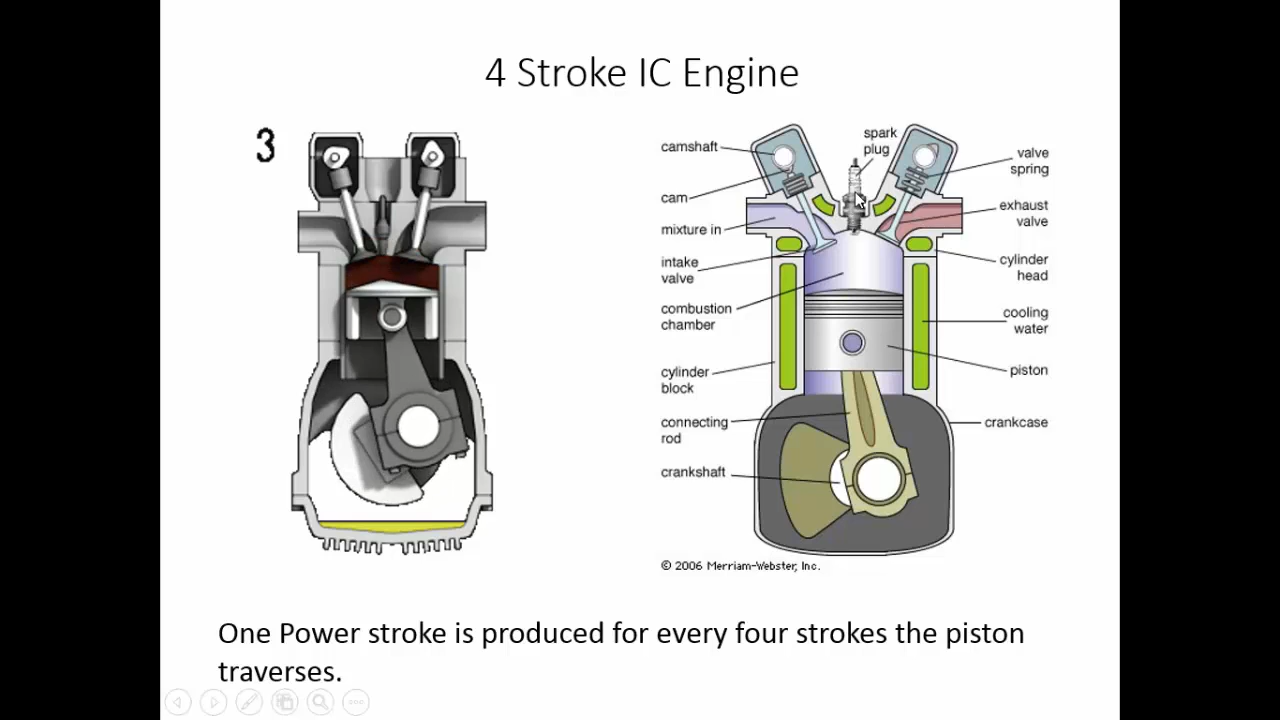 4 Stroke IC Engine
3
camshaft
cam
mixture in
intake
valve
combustion
chamber
cylinder
block
connecting
rod
crankshaft
spark
plug
valve
spring
exhaust
valve
cylinder
head
cooling
water
piston
crankcase
© 2006 Merriam-Webster, Inc.
One Power stroke is produced for every four strokes the piston
traverses.